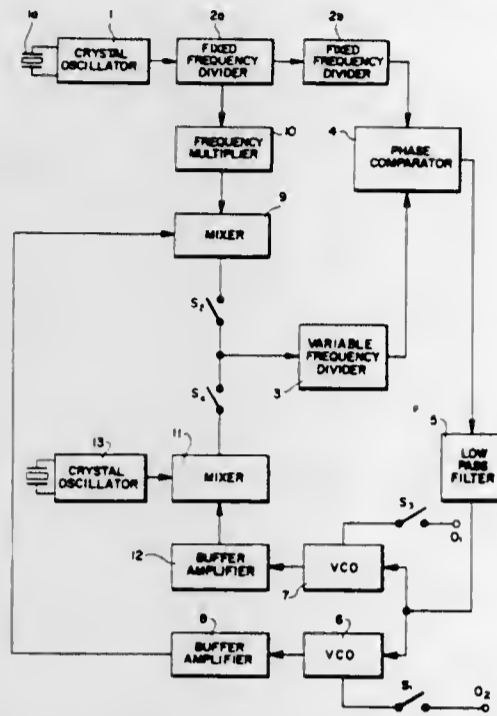 1a
1
2a
2b
CRYSTAL
OSCILLATOR
FIXED
FREQUENCY
DIVIDER
FIXED
FREQUENCY
DIVIDER
FREQUENCY
MULTIPLIER
10
4
PHASE
COMPARATOR
9
MIXER
S2
VARIABLE
FREQUENCY
DIVIDER
3
S4
13
11
CRYSTAL
OSCILLATOR
MIXER
5
LOW
PASS
FILTER
S3
O1
12
BUFFER
AMPLIFIER
7
VCO
8
BUFFER
AMPLIFIER
6
VCO
S1
O2